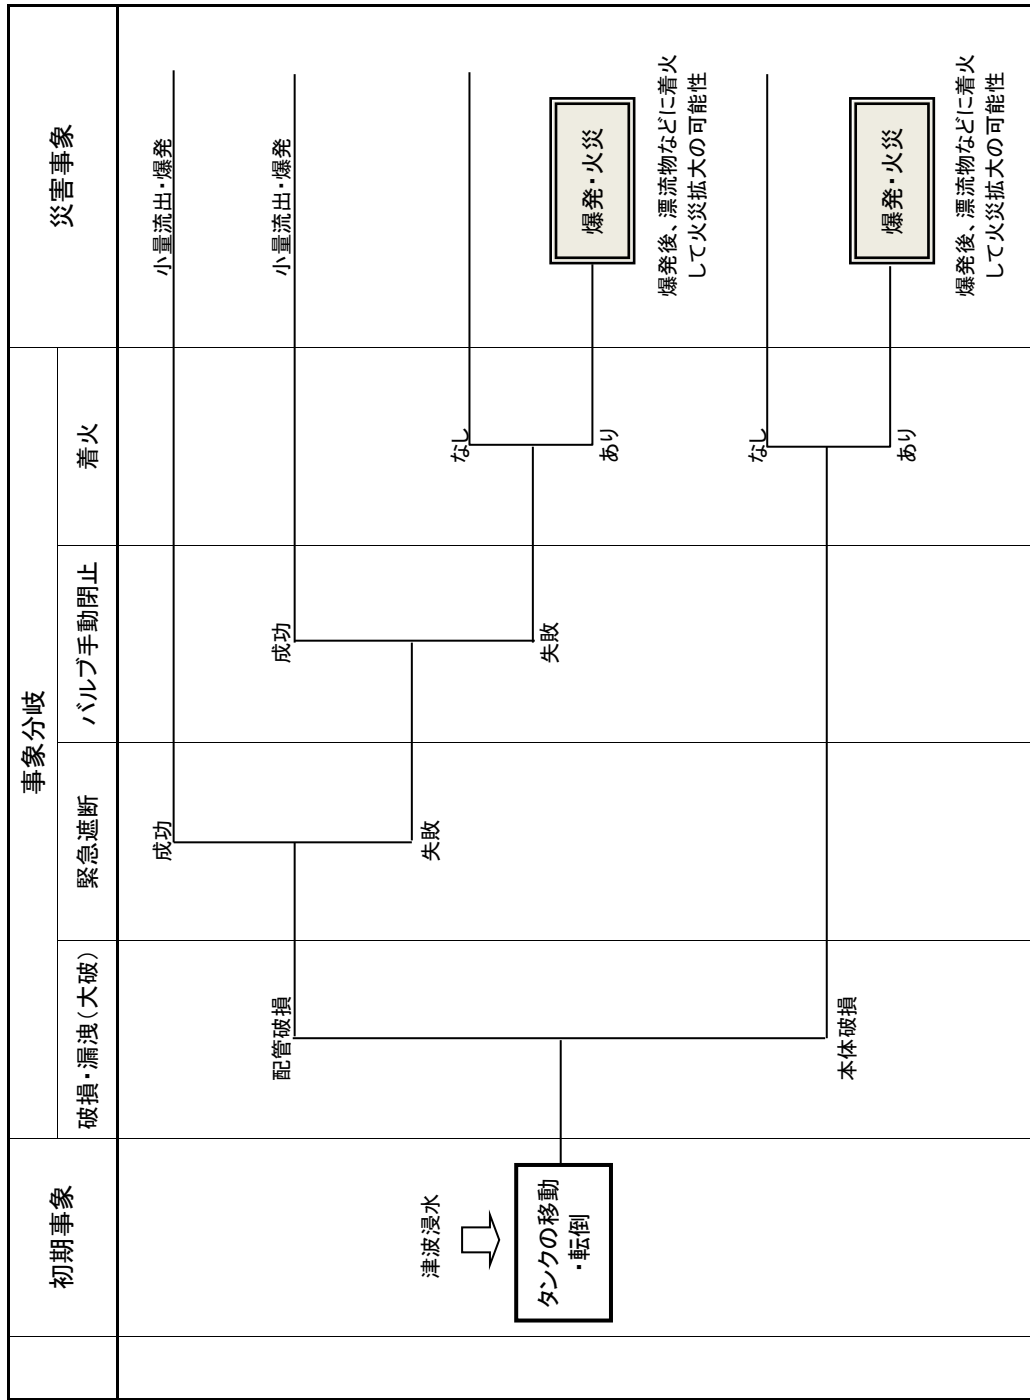 初期事象
事象分岐
災害事象
破損・漏洩(大破)
緊急遮断
バルブ手動閉止
着火
成功
小量流出・爆発
配管破損
成功
小量流出・爆発
津波浸水
失敗
なし
タンクの移動
・転倒
失敗
あり
爆発・火災
爆発後、漂流物などに着火
して火災拡大の可能性
なし
本体破損
あり
爆発・火災
爆発後、漂流物などに着火
して火災拡大の可能性